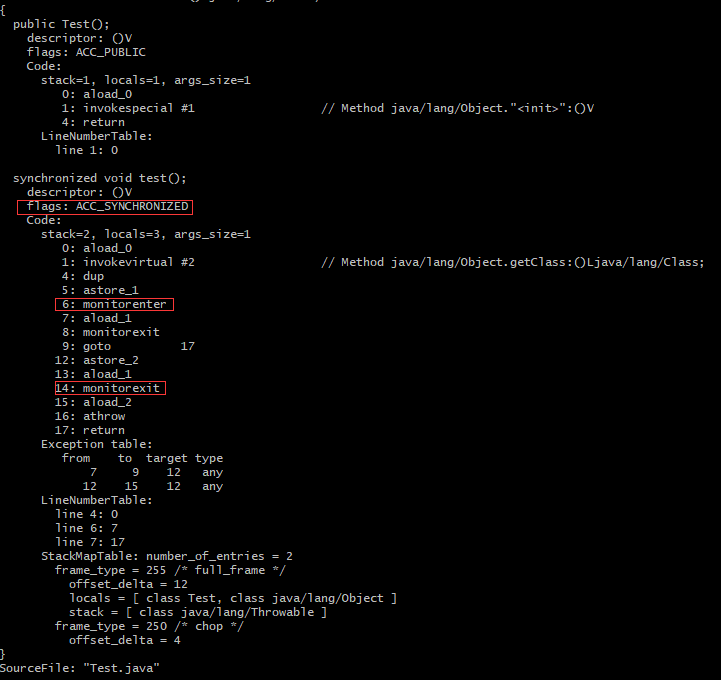 {
  public Test();
    descriptor: ()V
    flags: ACC_PUBLIC
    Code:
      stack=1, locals=1, args_size=1
         0: aload_0
         1: invokespecial #1                  // Method java/lang/Object."<init>":()V
         4: return
      LineNumberTable:
        line 1: 0

  synchronized void test();
    descriptor: ()V
    flags: ACC_SYNCHRONIZED
    Code:
      stack=2, locals=3, args_size=1
         0: aload_0
         1: invokevirtual #2                  // Method java/lang/Object.getClass:()Ljava/lang/Class;
         4: dup
         5: astore_1
         6: monitorenter
         7: aload_1
         8: monitorexit
         9: goto          17
        12: astore_2
        13: aload_1
        14: monitorexit
        15: aload_2
        16: athrow
        17: return
      Exception table:
         from    to  target type
             7     9    12   any
            12    15    12   any
      LineNumberTable:
        line 4: 0
        line 6: 7
        line 7: 17
      StackMapTable: number_of_entries = 2
        frame_type = 255 /* full_frame */
          offset_delta = 12
          locals = [ class Test, class java/lang/Object ]
          stack = [ class java/lang/Throwable ]
        frame_type = 250 /* chop */
          offset_delta = 4
}
SourceFile: "Test.java"